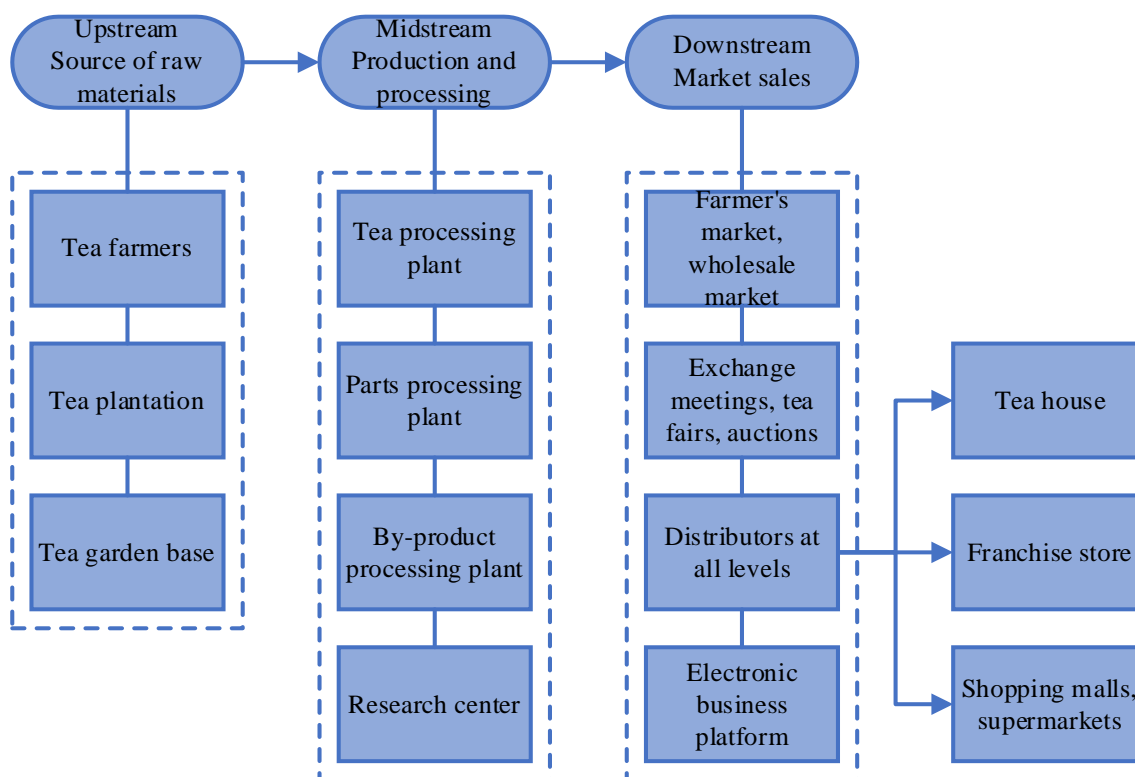 Upstream
Source of raw
materials
Midstream
Production and
processing
Downstream
Market sales
Tea farmers
Tea plantation
Tea garden base
Tea processing
plant
Parts processing
plant
By-product
processing plant
Research center
Farmer's
market,
wholesale
market
Exchange
meetings, tea
fairs, auctions
Distributors at
all levels
Electronic
business
platform
Tea house
Franchise store
Shopping malls,
supermarkets